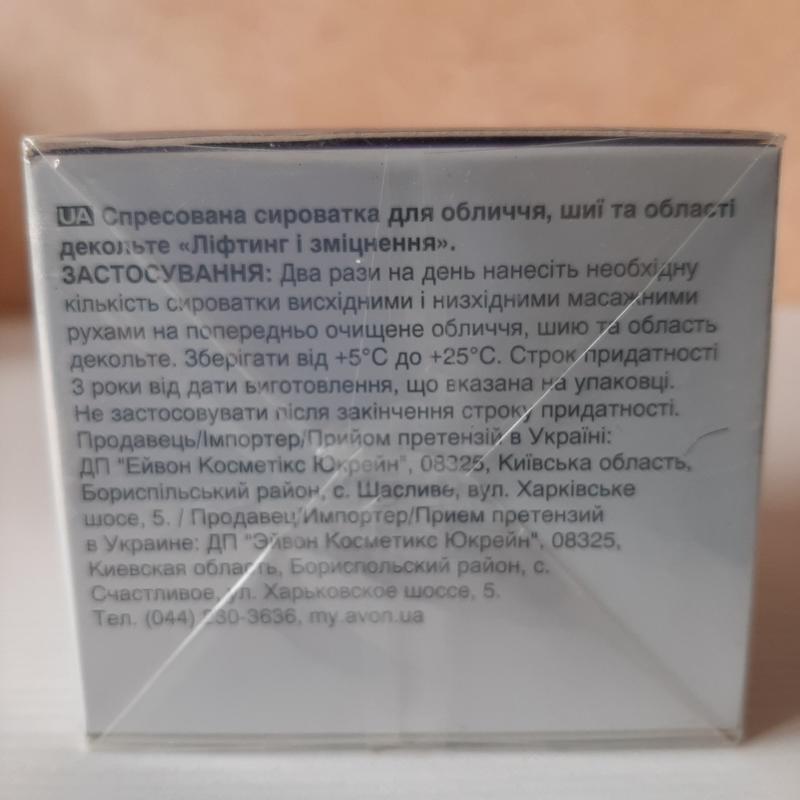 UA Спресована сироватка для обличчя, шиї та області
декольте «Ліфтинг і зміцнення».
ЗАСТОСУВАННЯ: Два рази на день нанесіть необхідну
кількість сироватки висхідними і низхідними масажними
рухами на попередньо очищене обличчя, шию та область
декольте. Зберігати від +5°C до +25°C. Строк придатності
3 роки від дати виготовлення, що вказана на упаковці.
Не застосовувати після закінчення строку придатності.
Продавець/Імпортер/Прийом претензій в Україні:
ДП "Ейвон Косметікс Юкрейн", 08325, Київська область,
Бориспільський район, с. Щасливе, вул. Харківське
шосе, 5. / Продавец/Импортер/Прием претензий
в Украине: ДП "Эйвон Косметикс Юкрейн", 08325,
Киевская область, Бориспольский район, с.
Счастливое, ул. Харьковское шоссе, 5.
Тел. (044) 230-3636, my.avon.ua